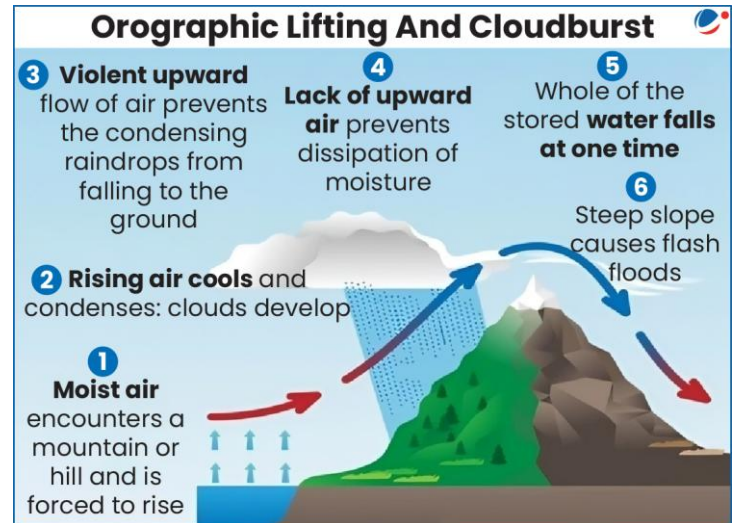 Orographic Lifting And Cloudburst
3 Violent upward
flow of air prevents
the condensing
raindrops from
falling to the
ground
4
Lack of upward
air prevents
dissipation of
moisture
5
Whole of the
stored water falls
at one time
6
Steep slope
causes flash
floods
2 Rising air cools and
condenses: clouds develop
1
Moist air
encounters a
mountain or
hill and is
forced to rise